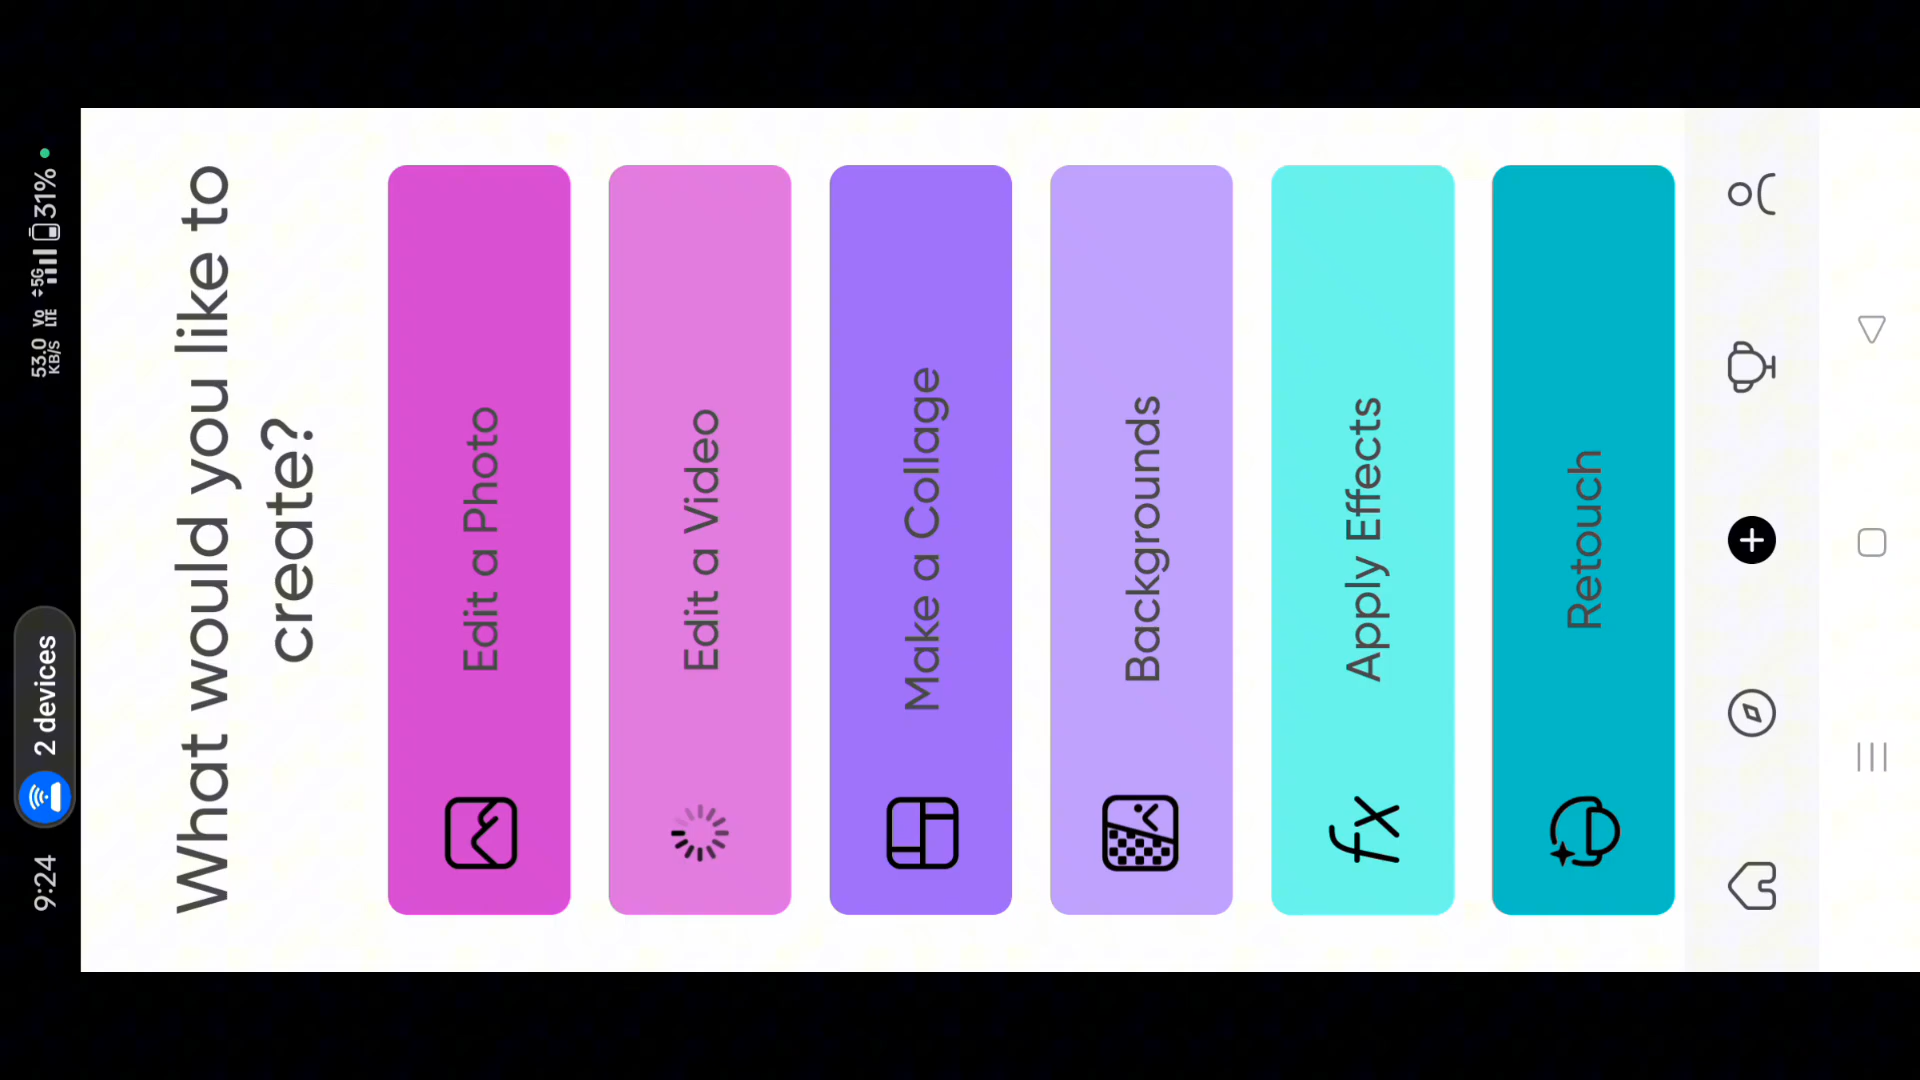 9:24
2 devices
53.0 KB/S Vo LTE 5G 31%
What would you like to
create?
Edit a Photo
Edit a Video
Make a Collage
Backgrounds
fx Apply Effects
Retouch